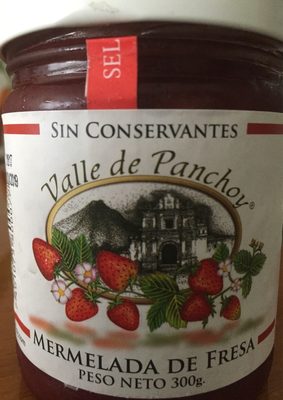 SEL
SIN CONSERVANTES
Valle de Panchoy®
MERMELADA DE FRESA
PESO NETO 300g.